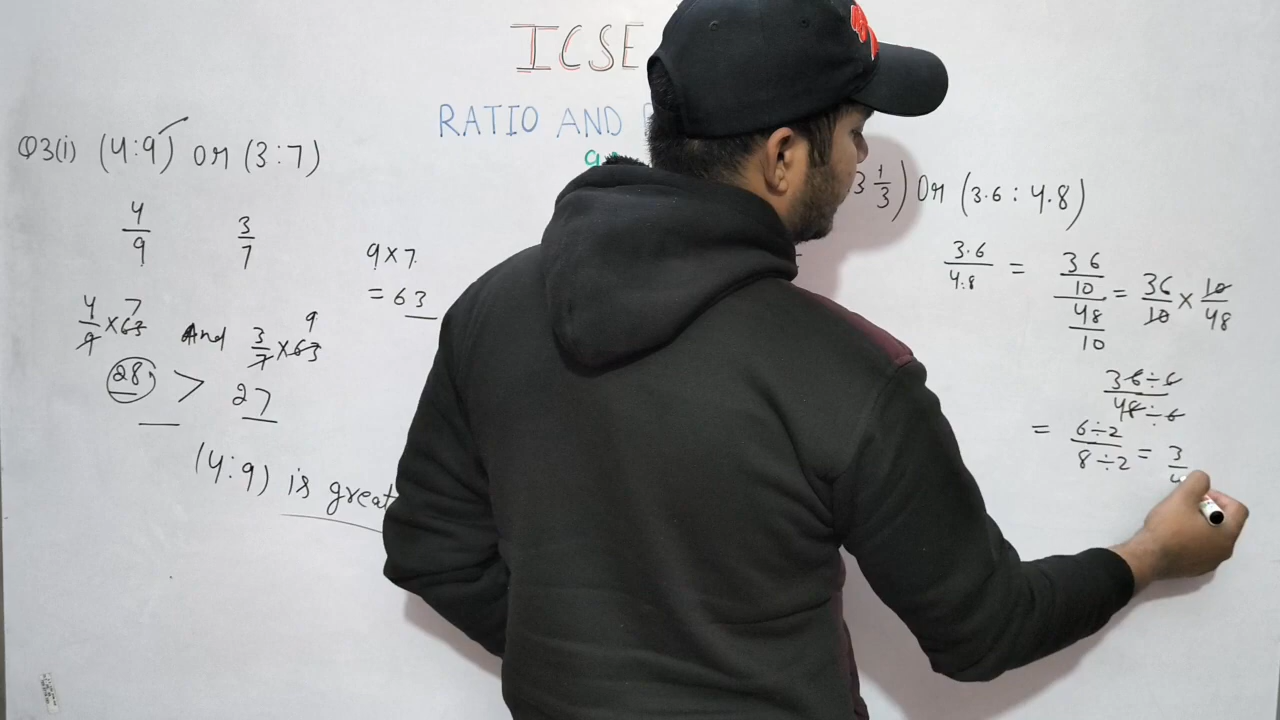 ICSE
RATIO AND
Q3(i) (4:9) or (3:7)
4/9 3/7
9×7
= 63
4/9 ×63 7 And 3/7 ×63 9
28 > 27
(4:9) is great
3 1/3) Or (3.6 : 4.8)
3.6/4.8 = 36/10 / 48/10 = 36/10 × 10/48
36÷6 / 48÷6
= 6÷2 / 8÷2 = 3/4